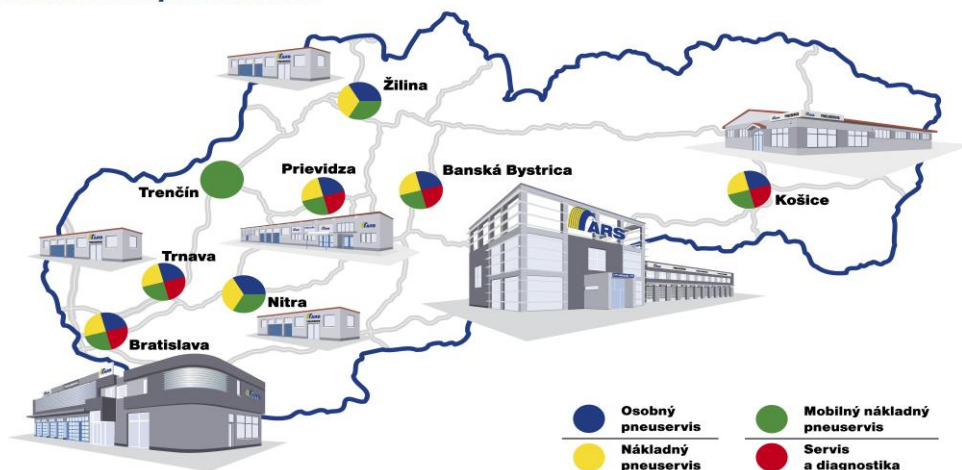 Žilina
Trenčín
Prievidza
Banská Bystrica
Košice
Trnava
Nitra
Bratislava
ARS
Osobný
pneuservis
Nákladný
pneuservis
Mobilný nákladný
pneuservis
Servis
a diagnostika